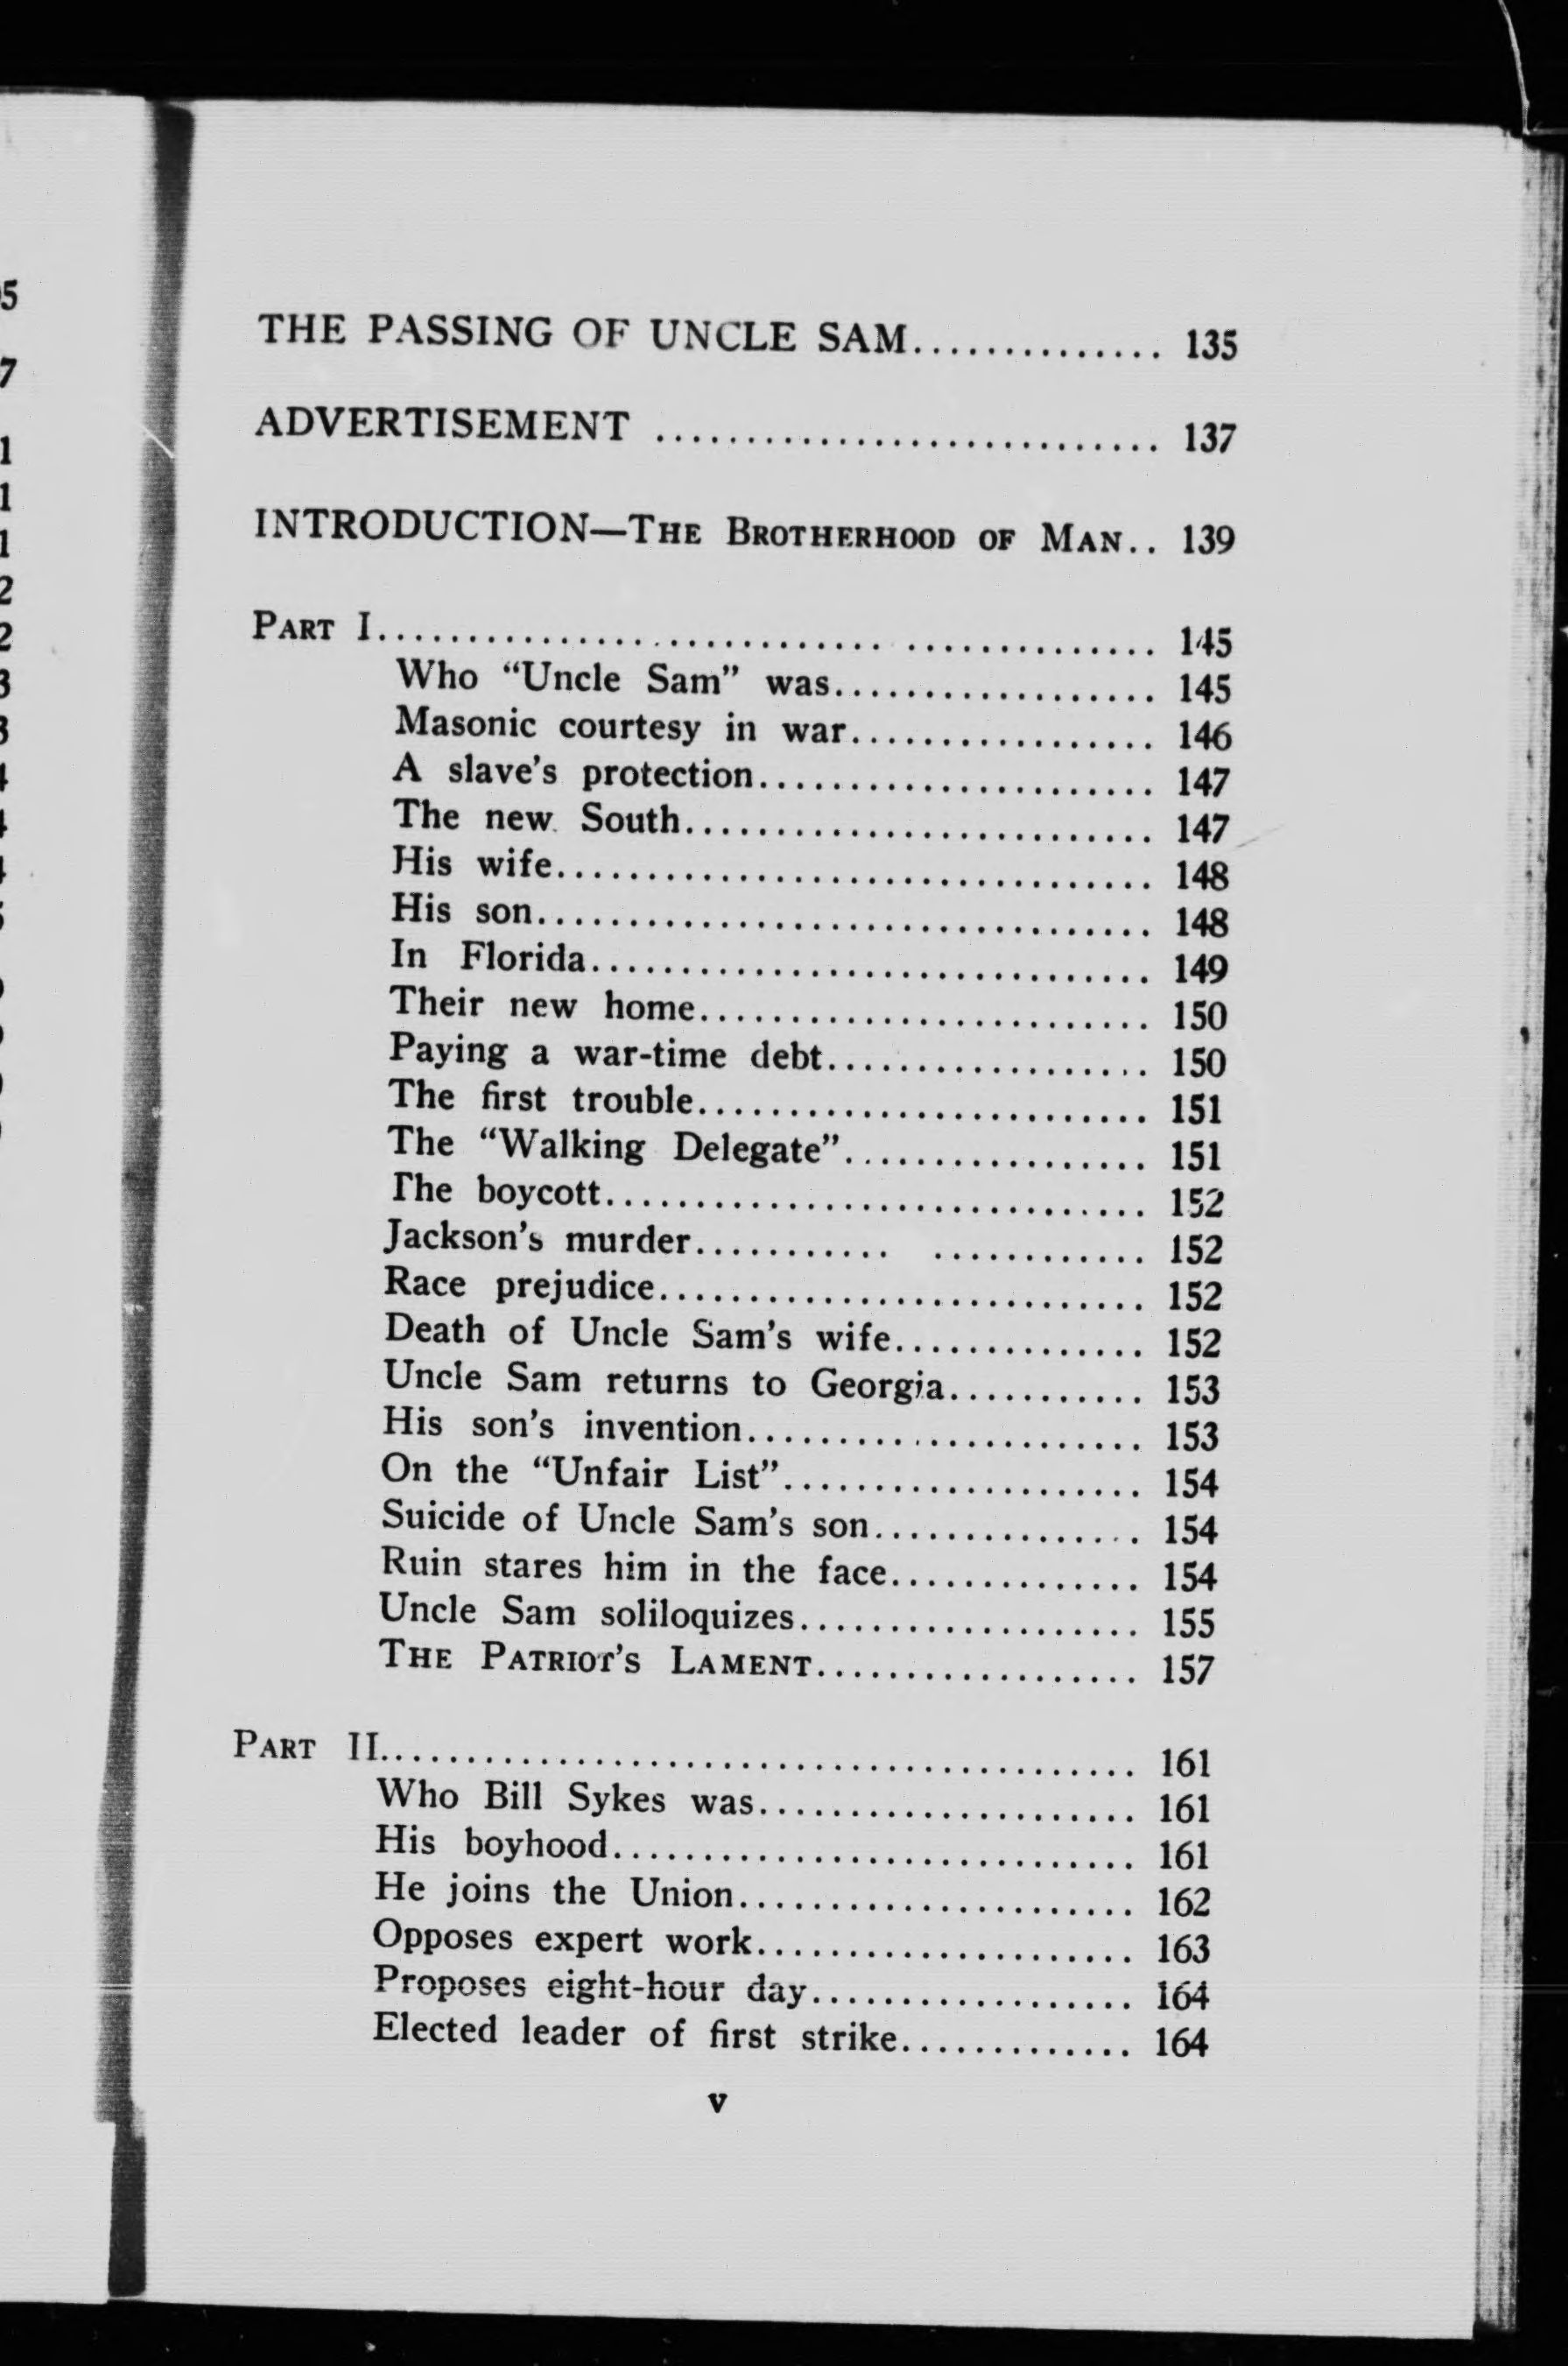 THE PASSING OF UNCLE SAM.............. 135
ADVERTISEMENT ............................ 137
INTRODUCTION—THE BROTHERHOOD OF MAN.. 139
PART I........................................... 145
Who "Uncle Sam" was.................. 145
Masonic courtesy in war................. 146
A slave's protection...................... 147
The new South.......................... 147
His wife................................. 148
His son.................................. 148
In Florida............................... 149
Their new home......................... 150
Paying a war-time debt.................. 150
The first trouble......................... 151
The "Walking Delegate"................. 151
The boycott.............................. 152
Jackson's murder........... ............ 152
Race prejudice........................... 152
Death of Uncle Sam's wife.............. 152
Uncle Sam returns to Georgia........... 153
His son's invention...................... 153
On the "Unfair List".................... 154
Suicide of Uncle Sam's son............... 154
Ruin stares him in the face.............. 154
Uncle Sam soliloquizes................... 155
THE PATRIOT'S LAMENT.................. 157
PART II.......................................... 161
Who Bill Sykes was..................... 161
His boyhood............................. 161
He joins the Union...................... 162
Opposes expert work..................... 163
Proposes eight-hour day.................. 164
Elected leader of first strike............. 164
v